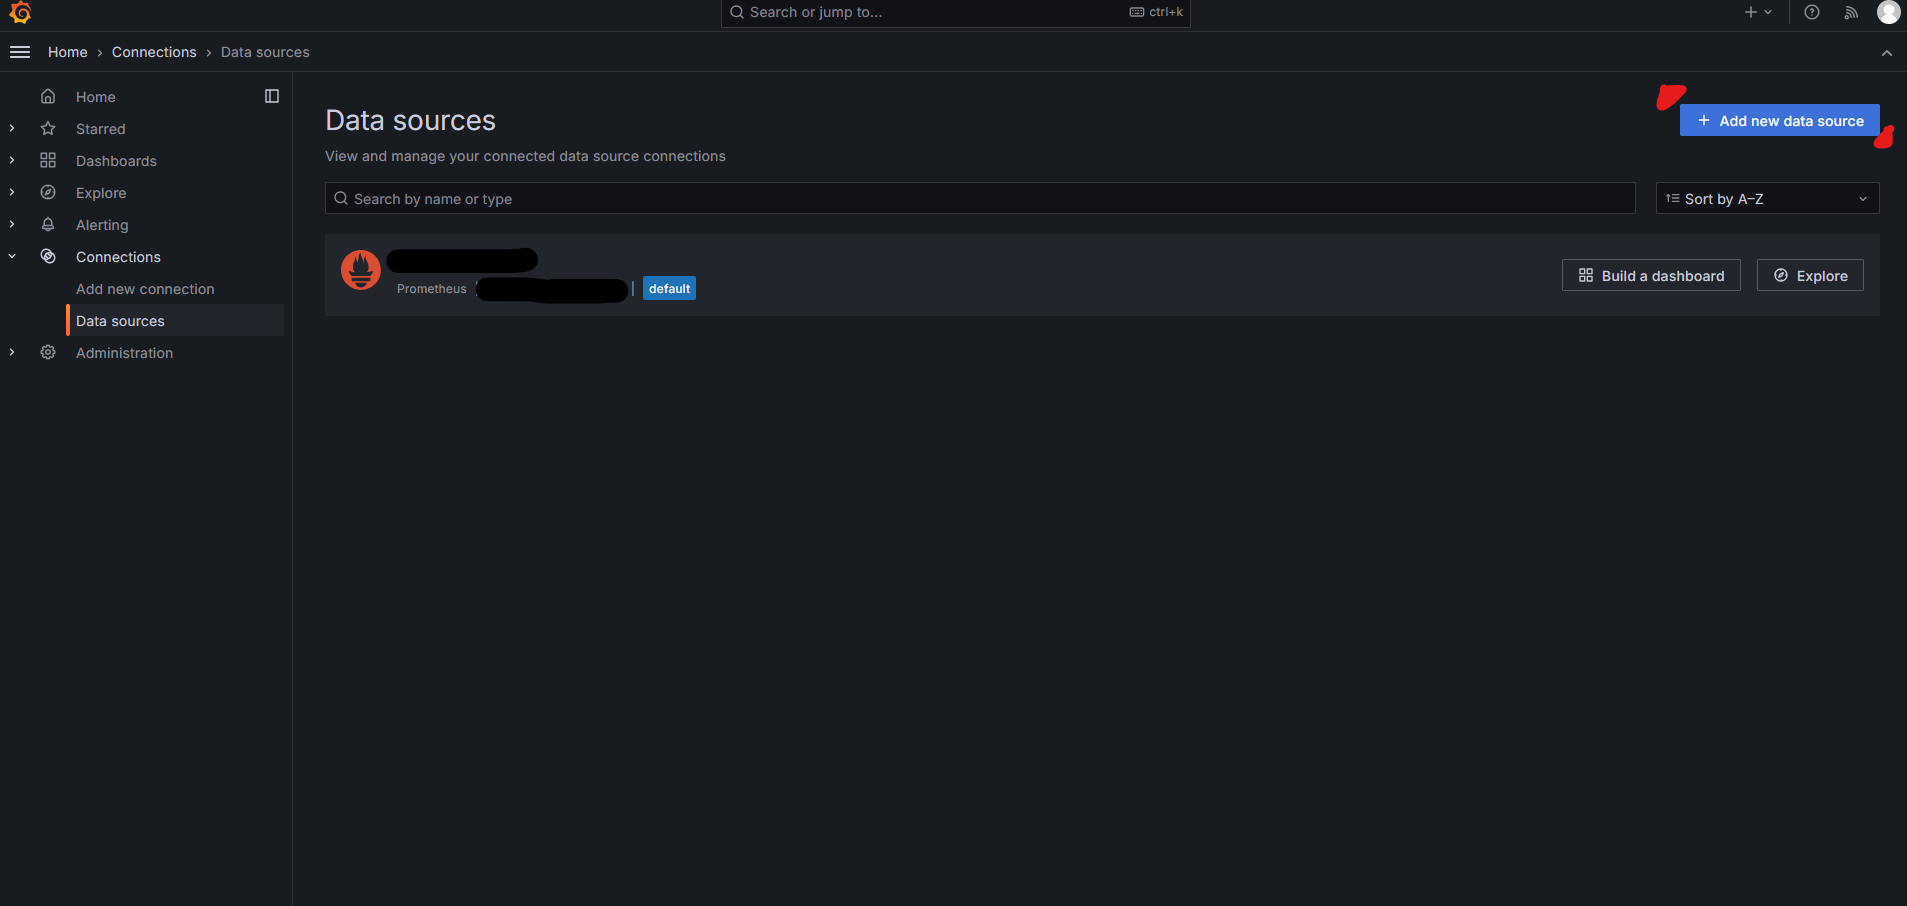 Search or jump to...
ctrl+k
Home
Connections
Data sources
Home
Starred
Dashboards
Explore
Alerting
Connections
Add new connection
Data sources
Administration
Data sources
View and manage your connected data source connections
Add new data source
Search by name or type
Sort by A–Z
Prometheus
default
Build a dashboard
Explore